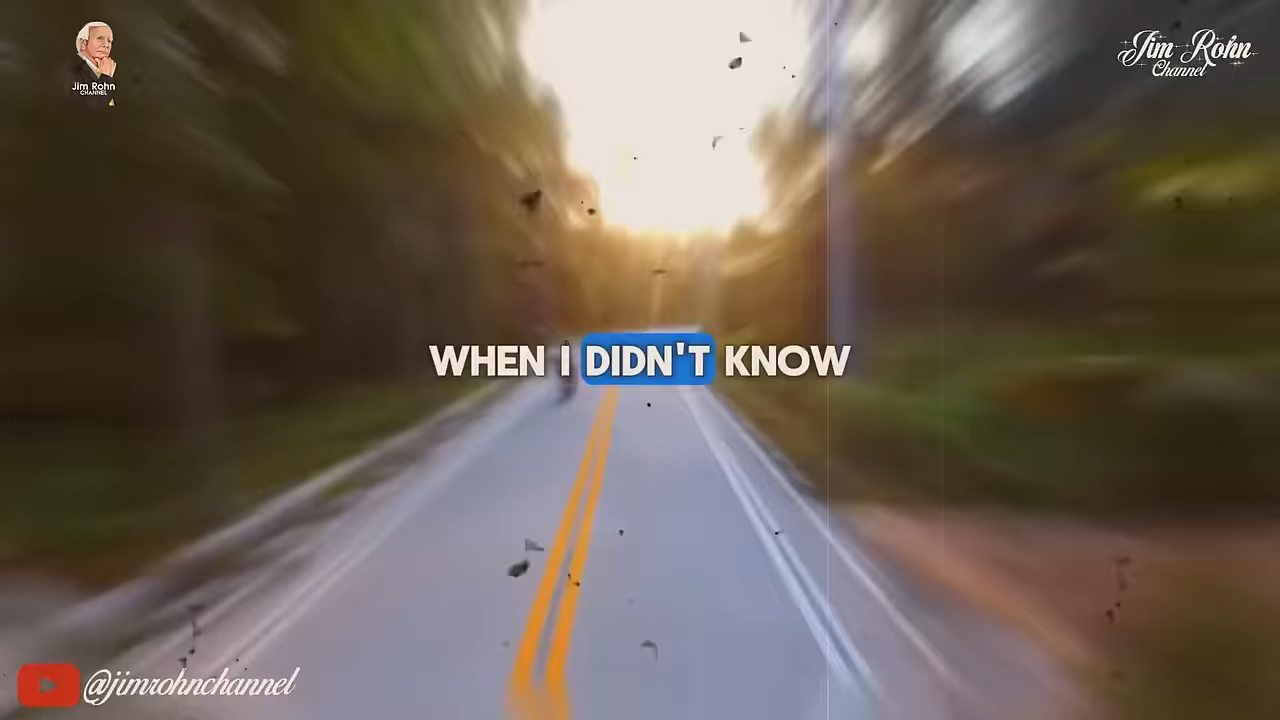 Jim Rohn
CHANNEL
Jim Rohn
Channel
WHEN I DIDN'T KNOW
@jimrohnchannel